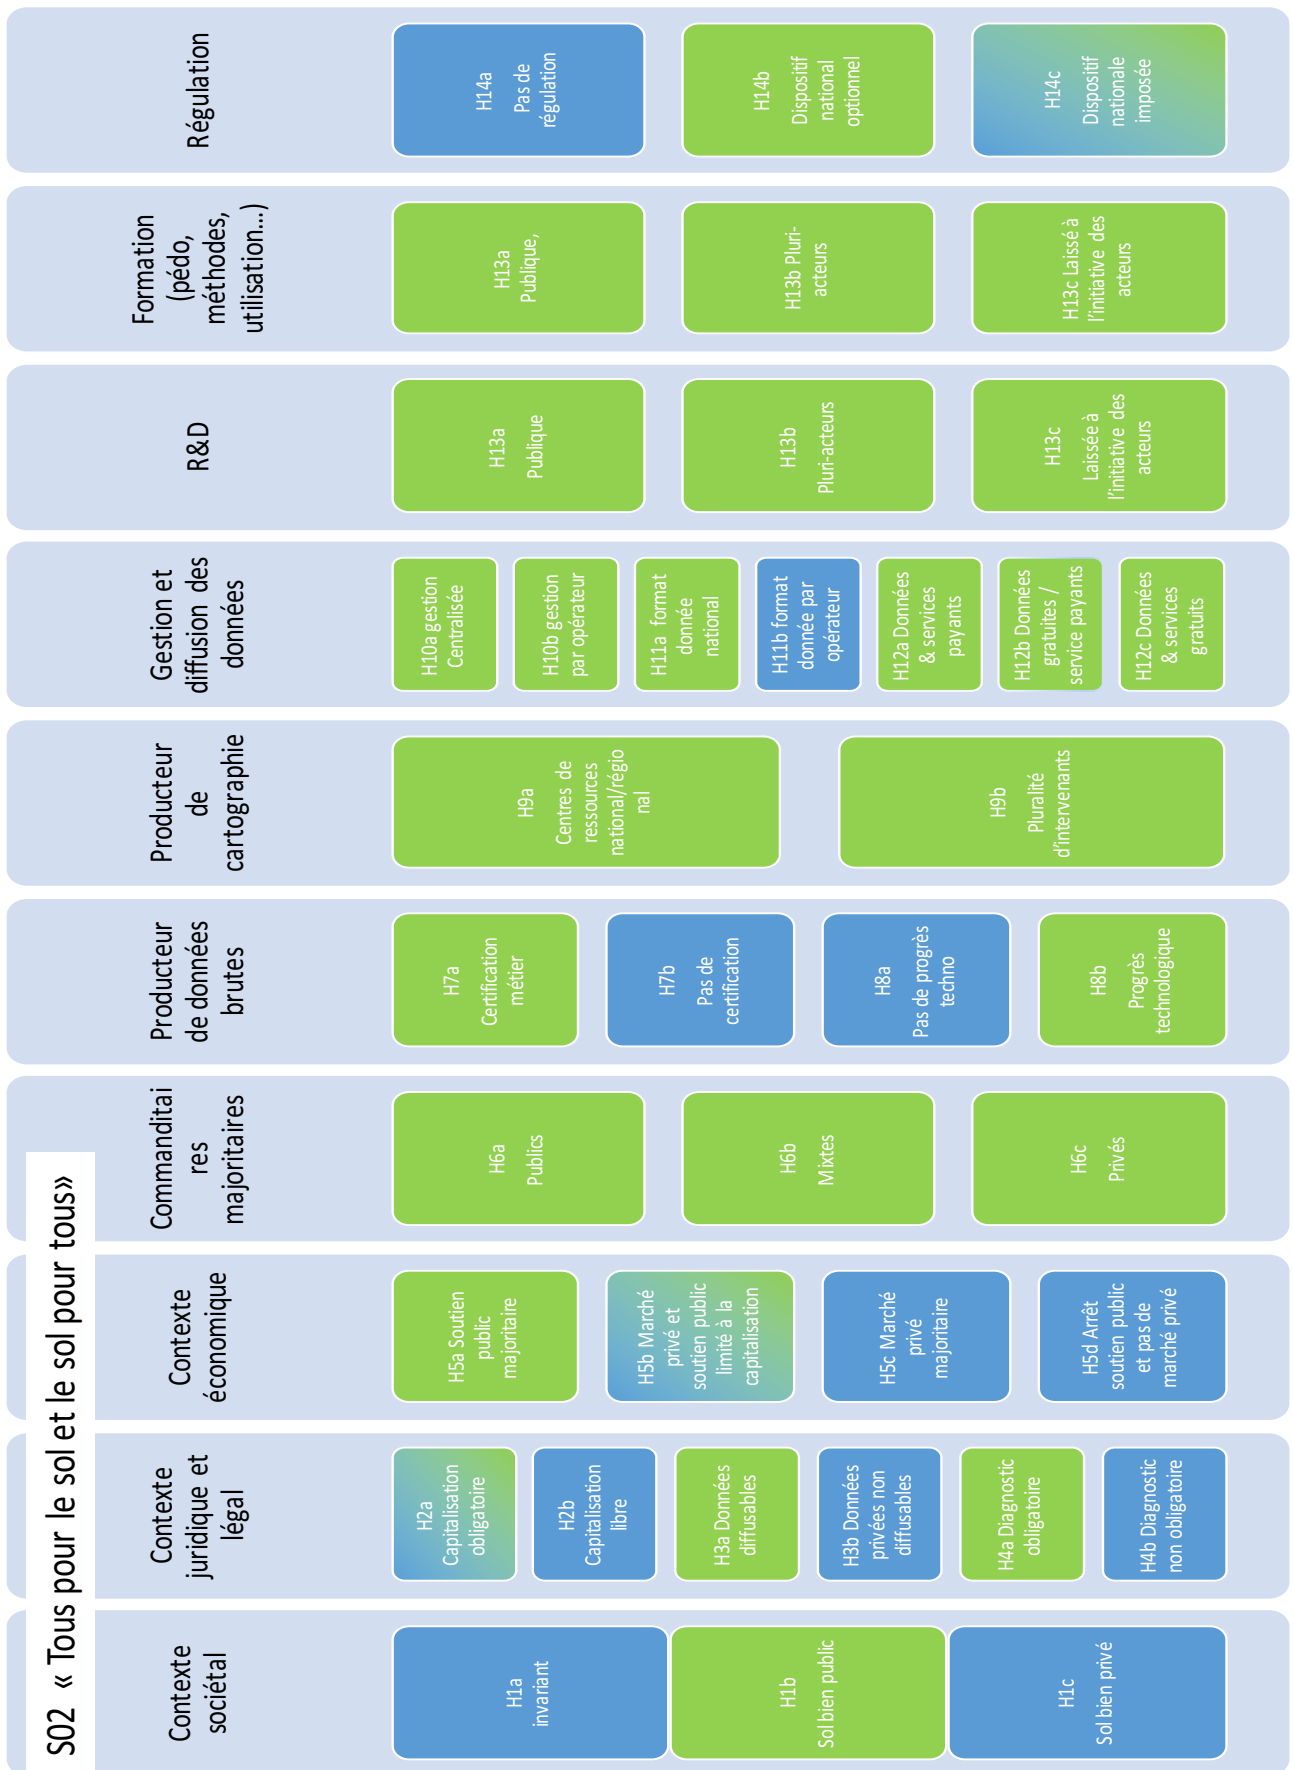 S02 « Tous pour le sol et le sol pour tous»
Contexte
sociétal
H1a
invariant
H1b
Sol bien public
H1c
Sol bien privé
Contexte
juridique et
légal
H2a
Capitalisation
obligatoire
H2b
Capitalisation
libre
H3a Données
diffusables
H3b Données
privées non
diffusables
H4a Diagnostic
obligatoire
H4b Diagnostic
non obligatoire
Contexte
économique
H5a Soutien
public
majoritaire
H5b Marché
privé et
soutien public
limité à la
capitalisation
H5c Marché
privé
majoritaire
H5d Arrêt
soutien public
et pas de
marché privé
Commanditai
res
majoritaires
H6a
Publics
H6b
Mixtes
H6c
Privés
Producteur
de données
brutes
H7a
Certification
métier
H7b
Pas de
certification
H8a
Pas de progrès
techno
H8b
Progrès
technologique
Producteur
de
cartographie
H9a
Centres de
ressources
national/régio
nal
H9b
Pluralité
d'intervenants
Gestion et
diffusion des
données
H10a gestion
Centralisée
H10b gestion
par opérateur
H11a format
donnée
national
H11b format
donnée par
opérateur
H12a Données
& services
payants
H12b Données
gratuites /
service payants
H12c Données
& services
gratuits
R&D
H13a
Publique
H13b
Pluri-acteurs
H13c
Laissée à
l'initiative des
acteurs
Formation
(pédo,
méthodes,
utilisation...)
H13a
Publique,
H13b Pluri-
acteurs
H13c Laissé à
l'initiative des
acteurs
Régulation
H14a
Pas de
régulation
H14b
Dispositif
national
optionnel
H14c
Dispositif
nationale
imposée